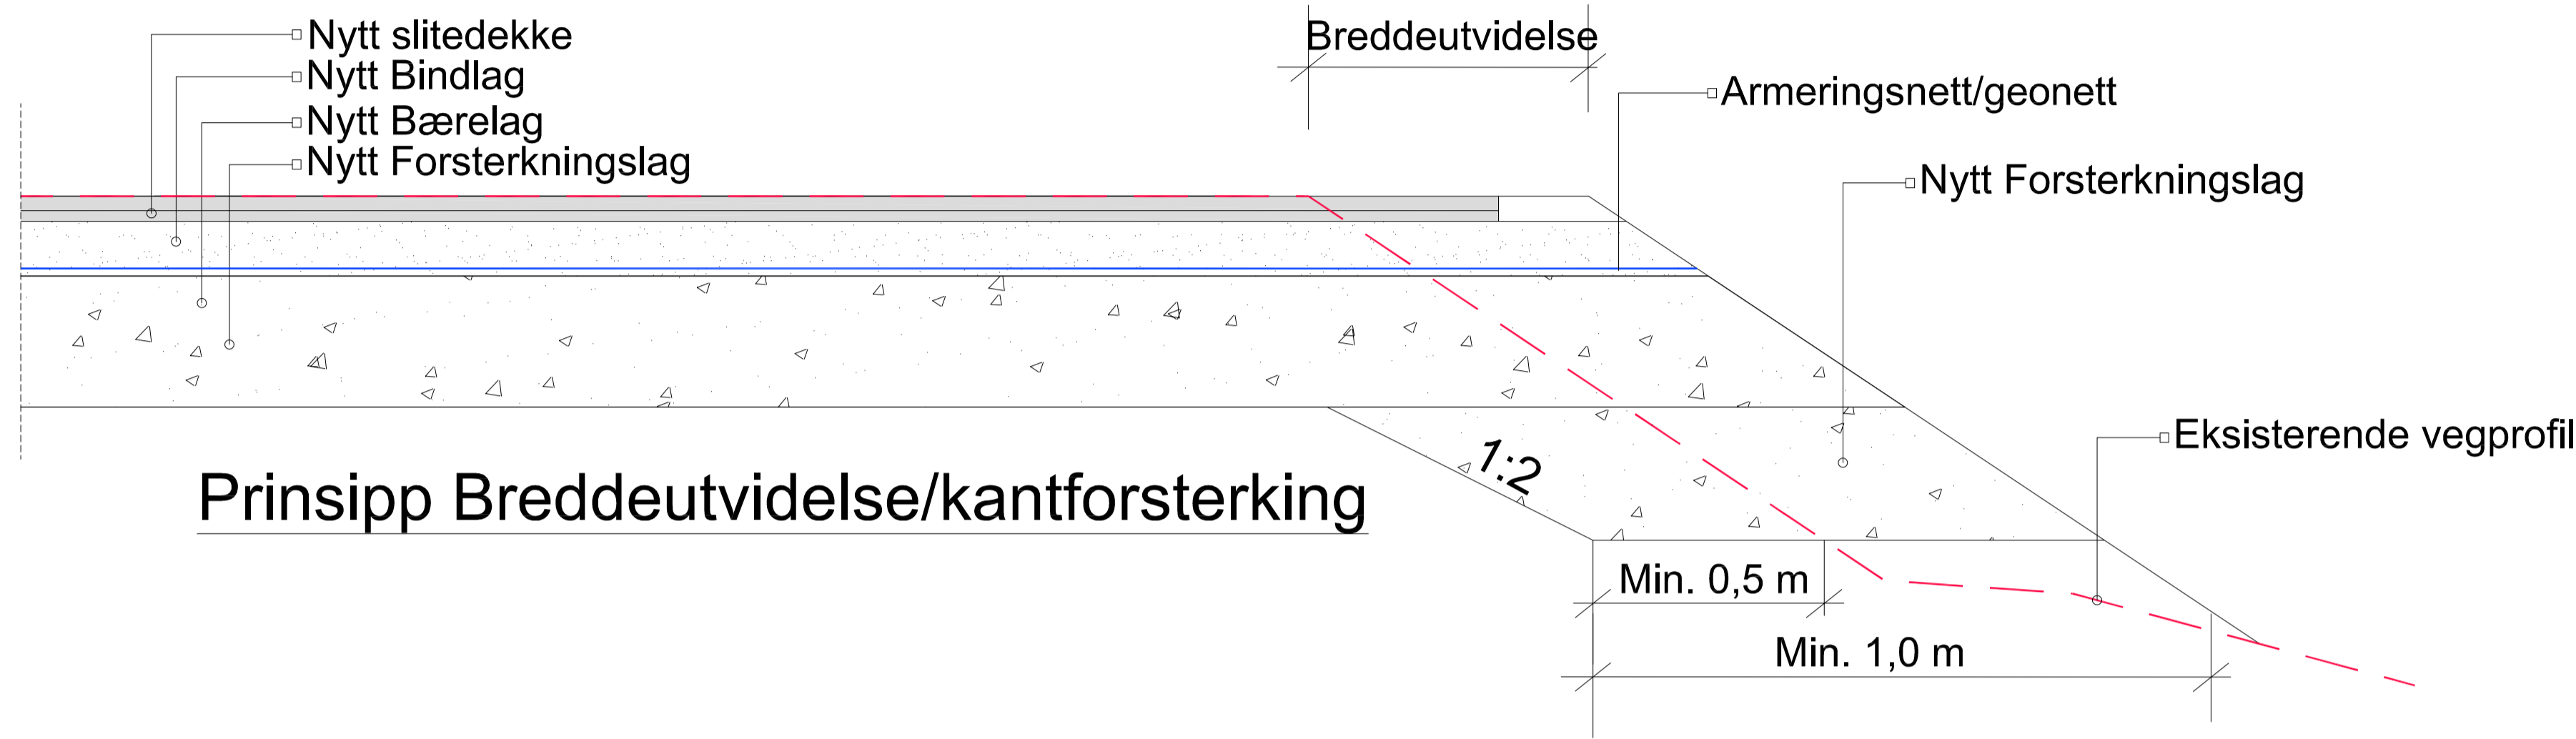 Nytt slitedekke
Nytt Bindlag
Nytt Bærelag
Nytt Forsterkningslag
Breddeutvidelse
Armeringsnett/geonett
Nytt Forsterkningslag
Eksisterende vegprofil
1:2
Prinsipp Breddeutvidelse/kantforsterking
Min. 0,5 m
Min. 1,0 m